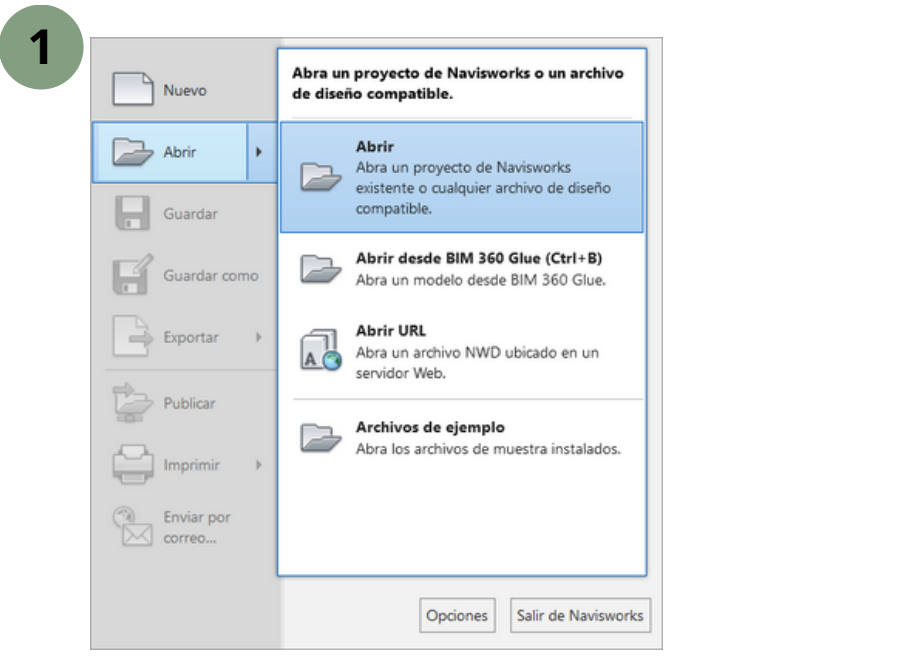 1
Nuevo
Abrir
Guardar
Guardar como
Exportar
Publicar
Imprimir
Enviar por
correo...
Abra un proyecto de Navisworks o un archivo
de diseño compatible.
Abrir
Abra un proyecto de Navisworks
existente o cualquier archivo de diseño
compatible.
Abrir desde BIM 360 Glue (Ctrl+B)
Abra un modelo desde BIM 360 Glue.
Abrir URL
Abra un archivo NWD ubicado en un
servidor Web.
A
Archivos de ejemplo
Abra los archivos de muestra instalados.
Opciones
Salir de Navisworks